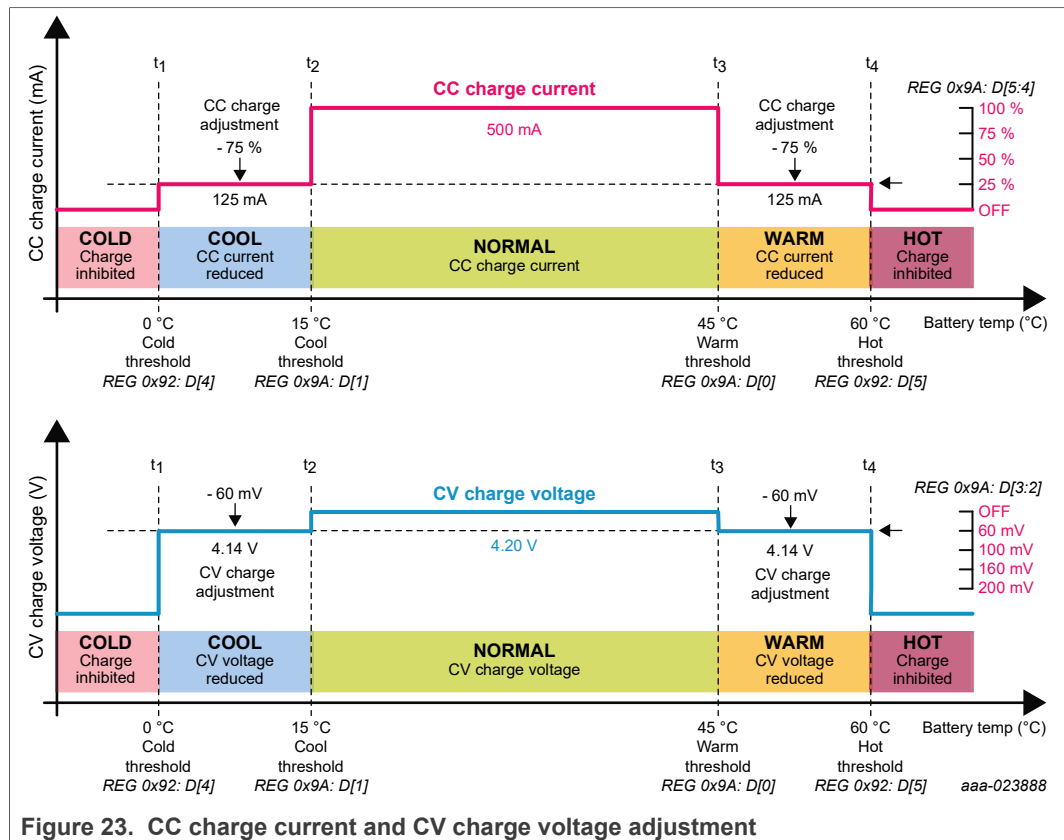 t1
t2
t3
t4
CC charge current (mA)
CC charge
adjustment
- 75 %
125 mA
CC charge current
500 mA
CC charge
adjustment
- 75 %
125 mA
REG 0x9A: D[5:4]
100 %
75 %
50 %
25 %
OFF
COLD
Charge
inhibited
COOL
CC current
reduced
NORMAL
CC charge current
WARM
CC current
reduced
HOT
Charge
inhibited
0 °C
Cold
threshold
REG 0x92: D[4]
15 °C
Cool
threshold
REG 0x9A: D[1]
45 °C
Warm
threshold
REG 0x9A: D[0]
60 °C
Hot
threshold
REG 0x92: D[5]
Battery temp (°C)
t1
t2
t3
t4
CV charge voltage (V)
- 60 mV
4.14 V
CV charge
adjustment
CV charge voltage
4.20 V
- 60 mV
4.14 V
CV charge
adjustment
REG 0x9A: D[3:2]
OFF
60 mV
100 mV
160 mV
200 mV
COLD
Charge
inhibited
COOL
CV voltage
reduced
NORMAL
CV charge voltage
WARM
CV voltage
reduced
HOT
Charge
inhibited
0 °C
Cold
threshold
REG 0x92: D[4]
15 °C
Cool
threshold
REG 0x9A: D[1]
45 °C
Warm
threshold
REG 0x9A: D[0]
60 °C
Hot
threshold
REG 0x92: D[5]
Battery temp (°C)
aaa-023888
Figure 23. CC charge current and CV charge voltage adjustment